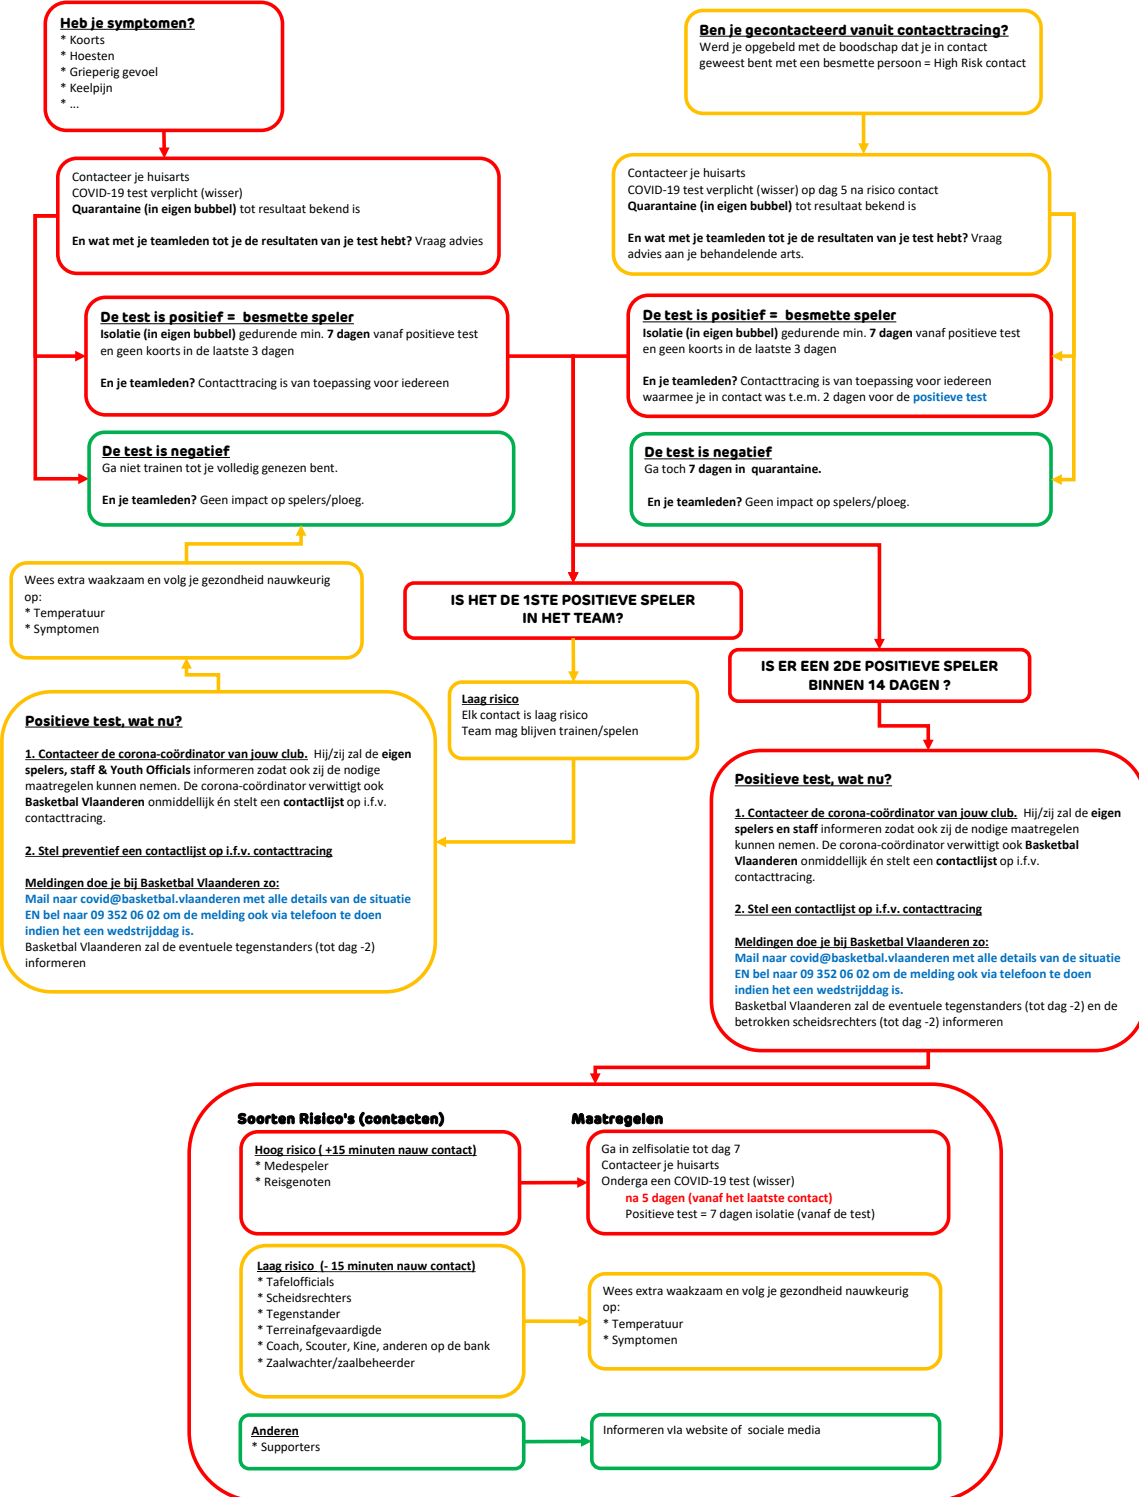 Heb je symptomen?
* Koorts
* Hoesten
* Grieperig gevoel
* Keelpijn
* ...
Ben je gecontacteerd vanuit contacttracing?
Werd je opgebeld met de boodschap dat je in contact
geweest bent met een besmette persoon = High Risk contact
Contacteer je huisarts
COVID-19 test verplicht (wisser)
Quarantaine (in eigen bubbel) tot resultaat bekend is
En wat met je teamleden tot je de resultaten van je test hebt? Vraag advies
Contacteer je huisarts
COVID-19 test verplicht (wisser) op dag 5 na risico contact
Quarantaine (in eigen bubbel) tot resultaat bekend is
En wat met je teamleden tot je de resultaten van je test hebt? Vraag
advies aan je behandelende arts.
De test is positief = besmette speler
Isolatie (in eigen bubbel) gedurende min. 7 dagen vanaf positieve test
en geen koorts in de laatste 3 dagen
En je teamleden? Contacttracing is van toepassing voor iedereen
De test is positief = besmette speler
Isolatie (in eigen bubbel) gedurende min. 7 dagen vanaf positieve test
en geen koorts in de laatste 3 dagen
En je teamleden? Contacttracing is van toepassing voor iedereen
waarmee je in contact was t.e.m. 2 dagen voor de positieve test
De test is negatief
Ga niet trainen tot je volledig genezen bent.
En je teamleden? Geen impact op spelers/ploeg.
De test is negatief
Ga toch 7 dagen in quarantaine.
En je teamleden? Geen impact op spelers/ploeg.
Wees extra waakzaam en volg je gezondheid nauwkeurig
op:
* Temperatuur
* Symptomen
IS HET DE 1STE POSITIEVE SPELER
IN HET TEAM?
IS ER EEN 2DE POSITIEVE SPELER
BINNEN 14 DAGEN ?
Laag risico
Elk contact is laag risico
Team mag blijven trainen/spelen
Positieve test, wat nu?
1. Contacteer de corona-coördinator van jouw club. Hij/zij zal de eigen
spelers, staff & Youth Officials informeren zodat ook zij de nodige
maatregelen kunnen nemen. De corona-coördinator verwittigt ook
Basketbal Vlaanderen onmiddellijk én stelt een contactlijst op i.f.v.
contacttracing.
2. Stel preventief een contactlijst op i.f.v. contacttracing
Meldingen doe je bij Basketbal Vlaanderen zo:
Mail naar covid@basketbal.vlaanderen met alle details van de situatie
EN bel naar 09 352 06 02 om de melding ook via telefoon te doen
indien het een wedstrijddag is.
Basketbal Vlaanderen zal de eventuele tegenstanders (tot dag -2)
informeren
Positieve test, wat nu?
1. Contacteer de corona-coördinator van jouw club. Hij/zij zal de eigen
spelers en staff informeren zodat ook zij de nodige maatregelen
kunnen nemen. De corona-coördinator verwittigt ook Basketbal
Vlaanderen onmiddellijk én stelt een contactlijst op i.f.v.
contacttracing.
2. Stel een contactlijst op i.f.v. contacttracing
Meldingen doe je bij Basketbal Vlaanderen zo:
Mail naar covid@basketbal.vlaanderen met alle details van de situatie
EN bel naar 09 352 06 02 om de melding ook via telefoon te doen
indien het een wedstrijddag is.
Basketbal Vlaanderen zal de eventuele tegenstanders (tot dag -2) en de
betrokken scheidsrechters (tot dag -2) informeren
Soorten Risico's (contacten)
Maatregelen
Hoog risico ( +15 minuten nauw contact)
* Medespeler
* Reisgenoten
Ga in zelfisolatie tot dag 7
Contacteer je huisarts
Onderga een COVID-19 test (wisser)
na 5 dagen (vanaf het laatste contact)
Positieve test = 7 dagen isolatie (vanaf de test)
Laag risico (- 15 minuten nauw contact)
* Tafelofficials
* Scheidsrechters
* Tegenstander
* Terreinafgevaardigde
* Coach, Scouter, Kine, anderen op de bank
* Zaalwachter/zaalbeheerder
Wees extra waakzaam en volg je gezondheid nauwkeurig
op:
* Temperatuur
* Symptomen
Anderen
* Supporters
Informeren vIa website of sociale media